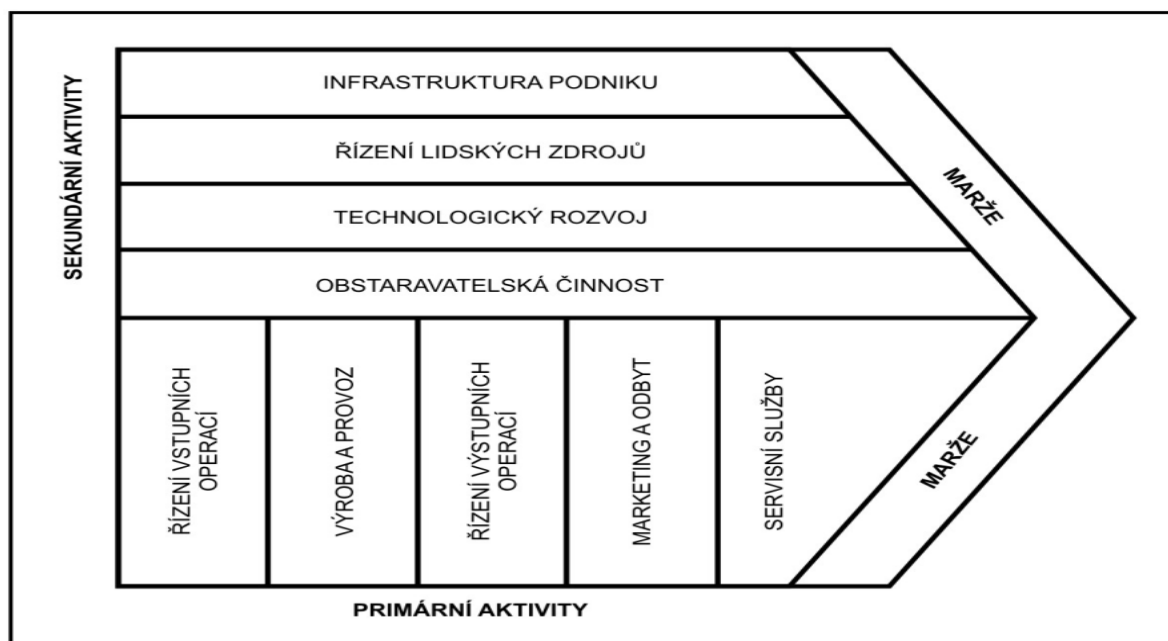 SEKUNDÁRNÍ AKTIVITY
INFRASTRUKTURA PODNIKU
ŘÍZENÍ LIDSKÝCH ZDROJŮ
TECHNOLOGICKÝ ROZVOJ
OBSTARAVATELSKÁ ČINNOST
MARŽE
ŘÍZENÍ VSTUPNÍCH
OPERACÍ
VÝROBA A PROVOZ
ŘÍZENÍ VÝSTUPNÍCH
OPERACÍ
MARKETING A ODBYT
SERVISNÍ SLUŽBY
MARŽE
PRIMÁRNÍ AKTIVITY